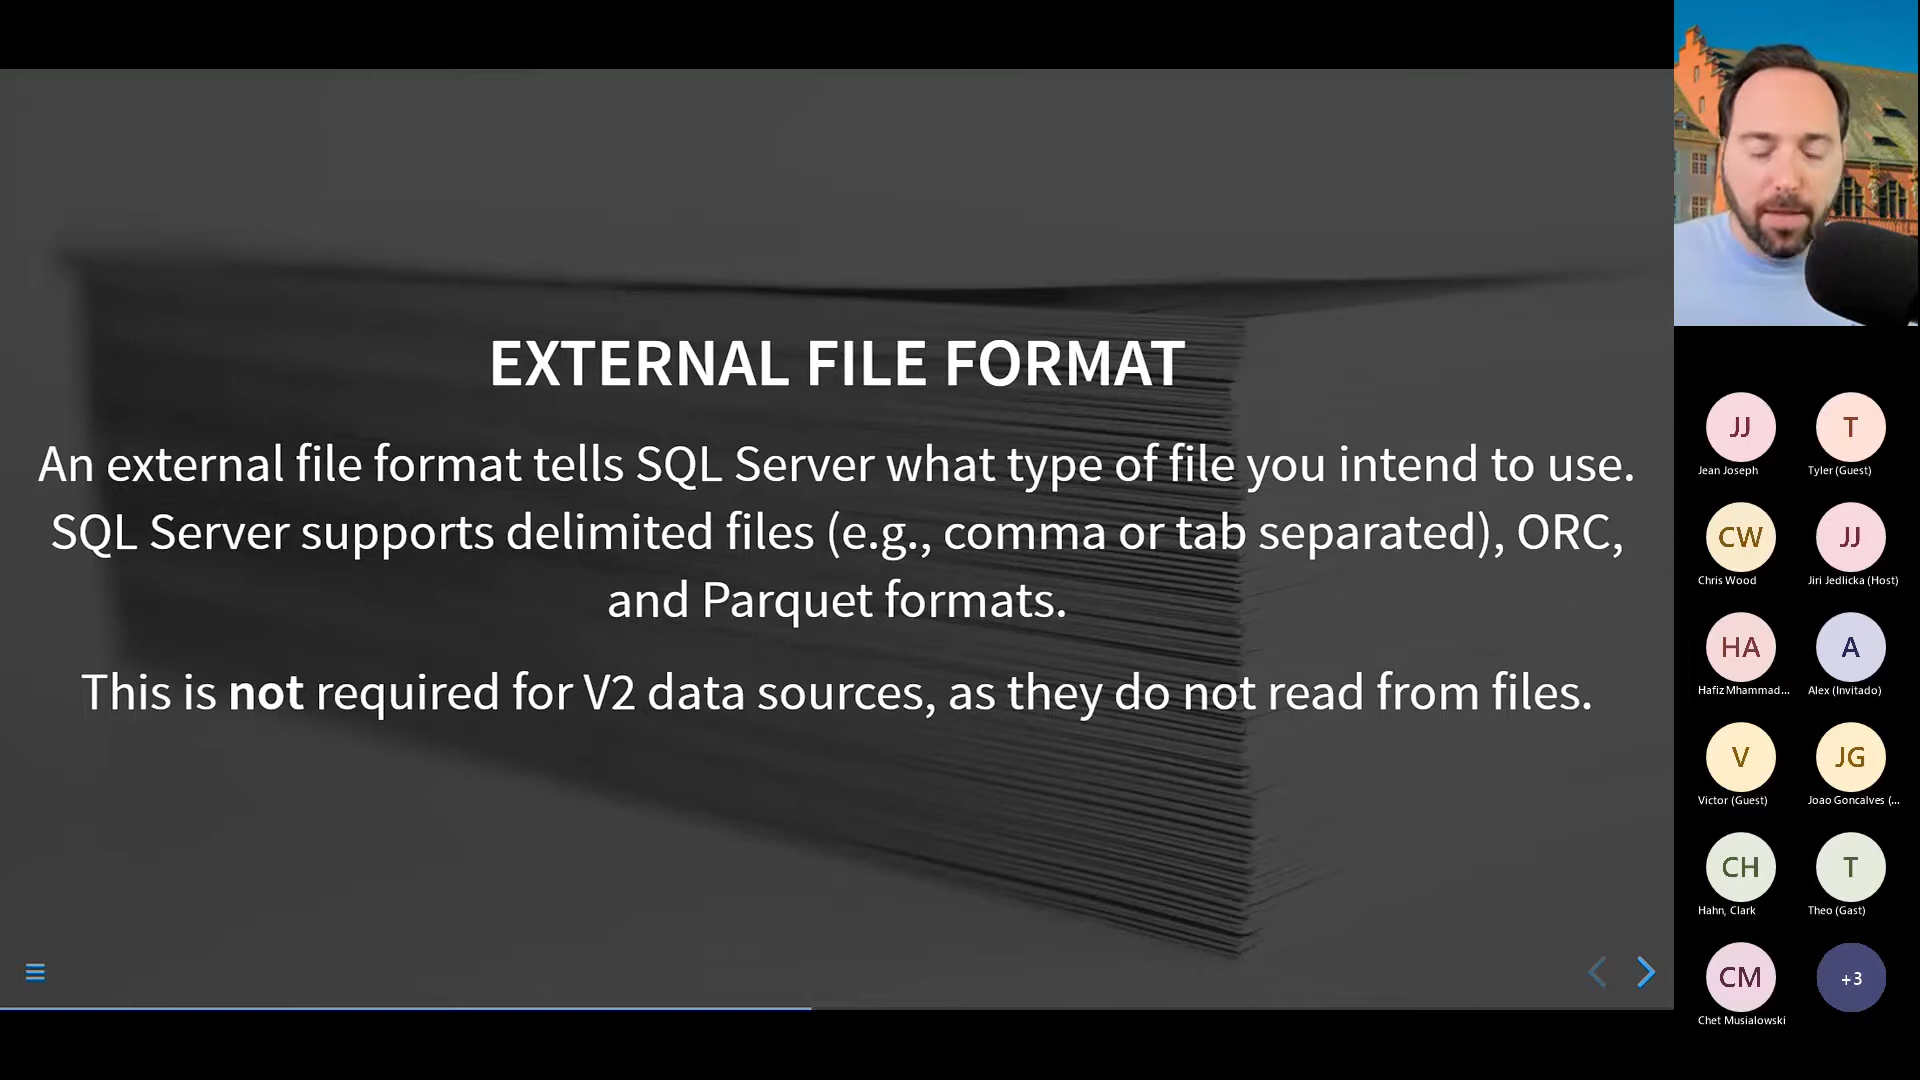 EXTERNAL FILE FORMAT
An external file format tells SQL Server what type of file you intend to use.
SQL Server supports delimited files (e.g., comma or tab separated), ORC,
and Parquet formats.
This is not required for V2 data sources, as they do not read from files.
JJ
Jean Joseph
T
Tyler (Guest)
CW
Chris Wood
JJ
Jiri Jedlicka (Host)
HA
Hafiz Mhammad...
A
Alex (Invitado)
V
Victor (Guest)
JG
Joao Goncalves (...
CH
Hahn, Clark
T
Theo (Gast)
CM
Chet Musialowski
+3